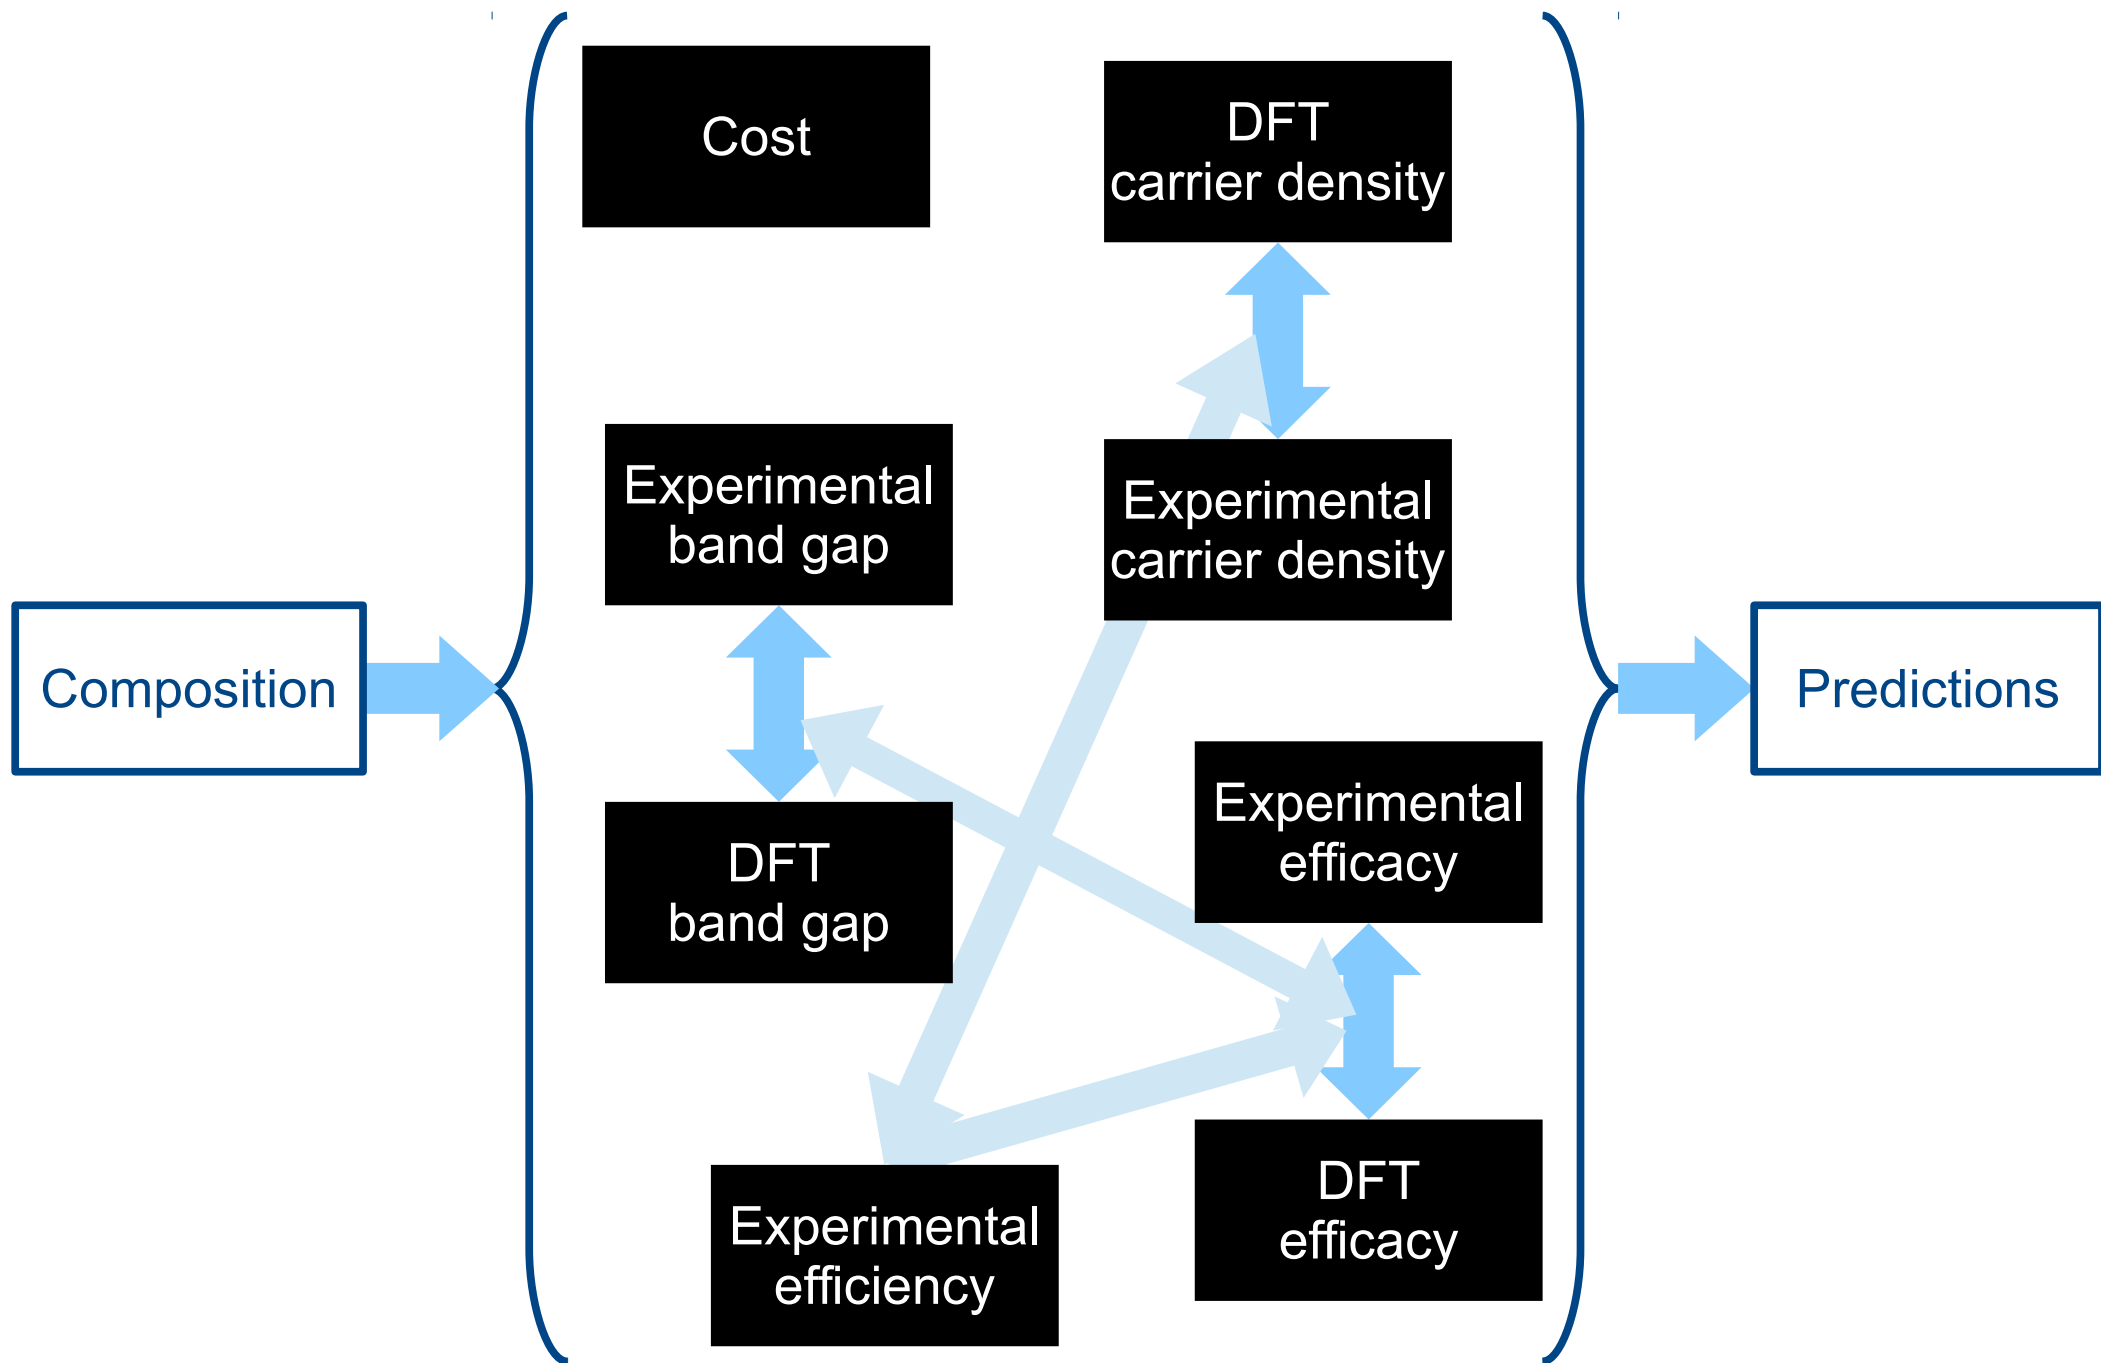 Cost
DFT
carrier density
Experimental
band gap
Experimental
carrier density
Composition
Predictions
DFT
band gap
Experimental
efficacy
Experimental
efficiency
DFT
efficacy